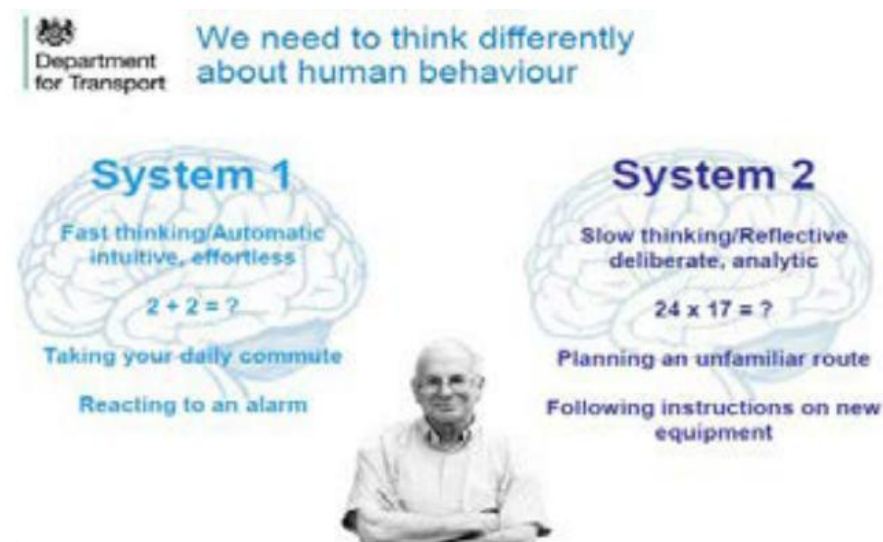 Department
for Transport
We need to think differently
about human behaviour
System 1
Fast thinking/Automatic
intuitive, effortless
2 + 2 = ?
Taking your daily commute
Reacting to an alarm
System 2
Slow thinking/Reflective
deliberate, analytic
24 x 17 = ?
Planning an unfamiliar route
Following instructions on new
equipment